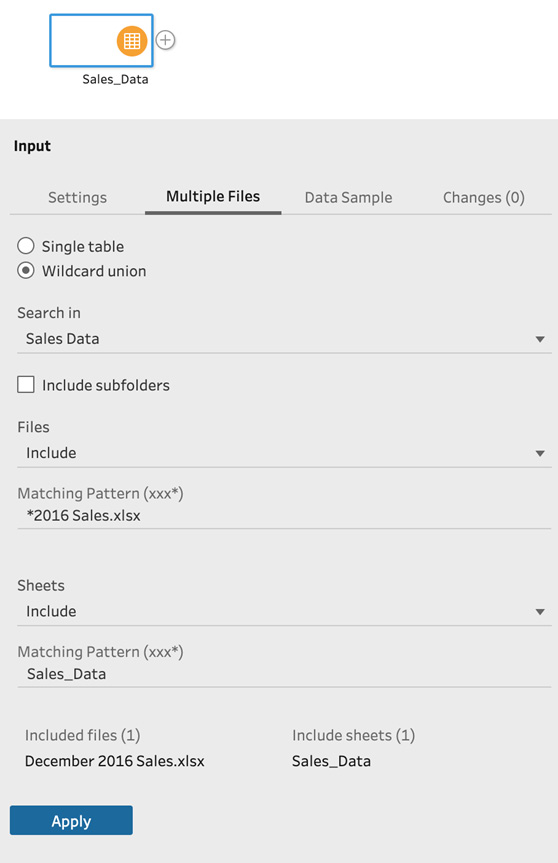 Sales_Data
Input
Settings Multiple Files Data Sample Changes (0)
Single table
Wildcard union
Search in
Sales Data
Include subfolders
Files
Include
Matching Pattern (xxx*)
*2016 Sales.xlsx
Sheets
Include
Matching Pattern (xxx*)
Sales_Data
Included files (1) Include sheets (1)
December 2016 Sales.xlsx Sales_Data
Apply